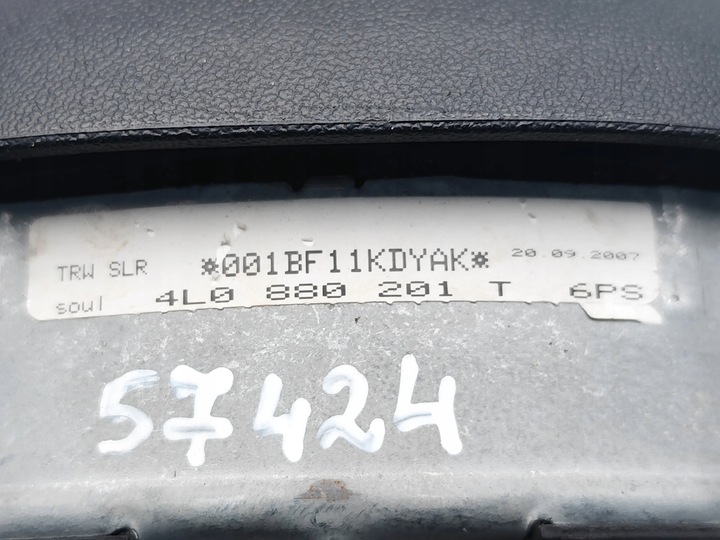 TRW SLR *001BF11KDYAK* 20.09.2007
soul 4L0 880 201 T 6PS
57424